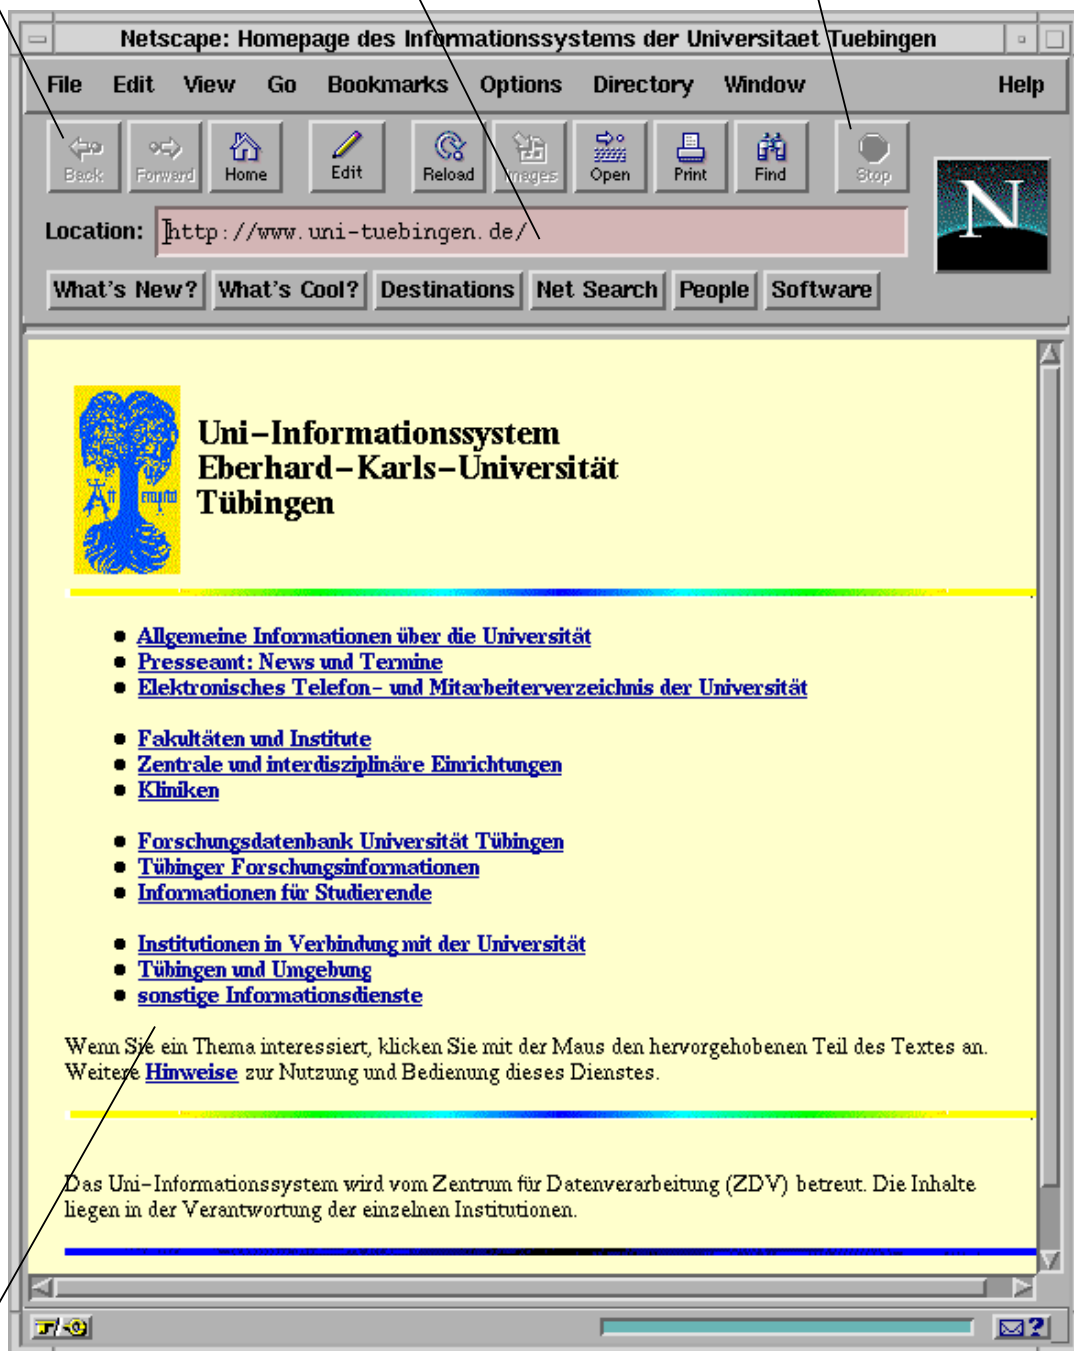 Netscape: Homepage des Informationssystems der Universitaet Tuebingen
File Edit View Go Bookmarks Options Directory Window Help
Back Forward Home Edit Reload Images Open Print Find Stop
N
Location: http://www.uni-tuebingen.de/
What's New? What's Cool? Destinations Net Search People Software
Uni-Informationssystem
Eberhard-Karls-Universität
Tübingen
Allgemeine Informationen über die Universität
Presseamt: News und Termine
Elektronisches Telefon- und Mitarbeiterverzeichnis der Universität
Fakultäten und Institute
Zentrale und interdisziplinäre Einrichtungen
Kliniken
Forschungsdatenbank Universität Tübingen
Tübinger Forschungsinformationen
Informationen für Studierende
Institutionen in Verbindung mit der Universität
Tübingen und Umgebung
sonstige Informationsdienste
Wenn Sie ein Thema interessiert, klicken Sie mit der Maus den hervorgehobenen Teil des Textes an.
Weitere Hinweise zur Nutzung und Bedienung dieses Dienstes.
Das Uni-Informationssystem wird vom Zentrum für Datenverarbeitung (ZDV) betreut. Die Inhalte
liegen in der Verantwortung der einzelnen Institutionen.
?